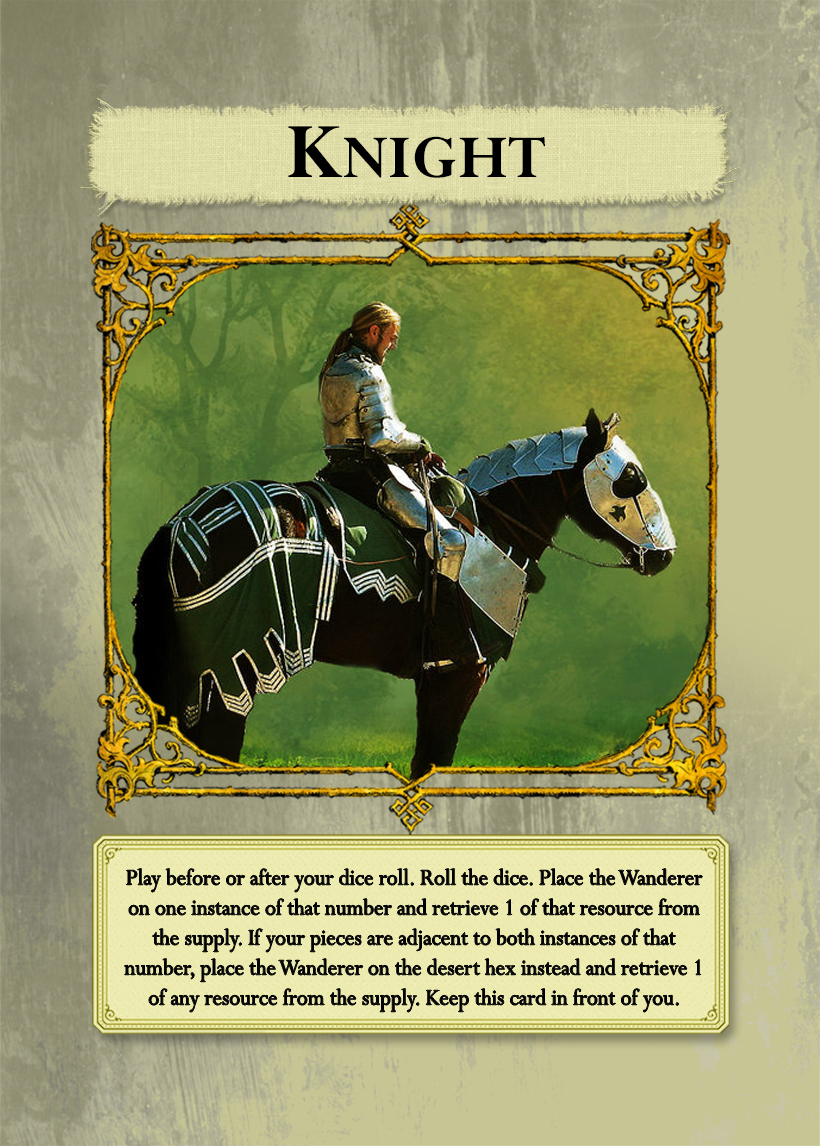 KNIGHT
Play before or after your dice roll. Roll the dice. Place the Wanderer
on one instance of that number and retrieve 1 of that resource from
the supply. If your pieces are adjacent to both instances of that
number, place the Wanderer on the desert hex instead and retrieve 1
of any resource from the supply. Keep this card in front of you.